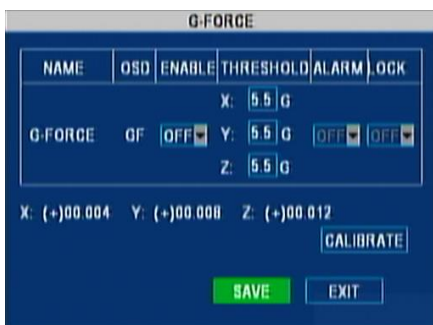 G-FORCE
NAME OSD ENABLE THRESHOLD ALARM LOCK
X: 5.5 G
G-FORCE GF OFF Y: 5.5 G OFF OFF
Z: 5.5 G
X: (+)00.004 Y: (+)00.008 Z: (+)00.012
CALIBRATE
SAVE EXIT